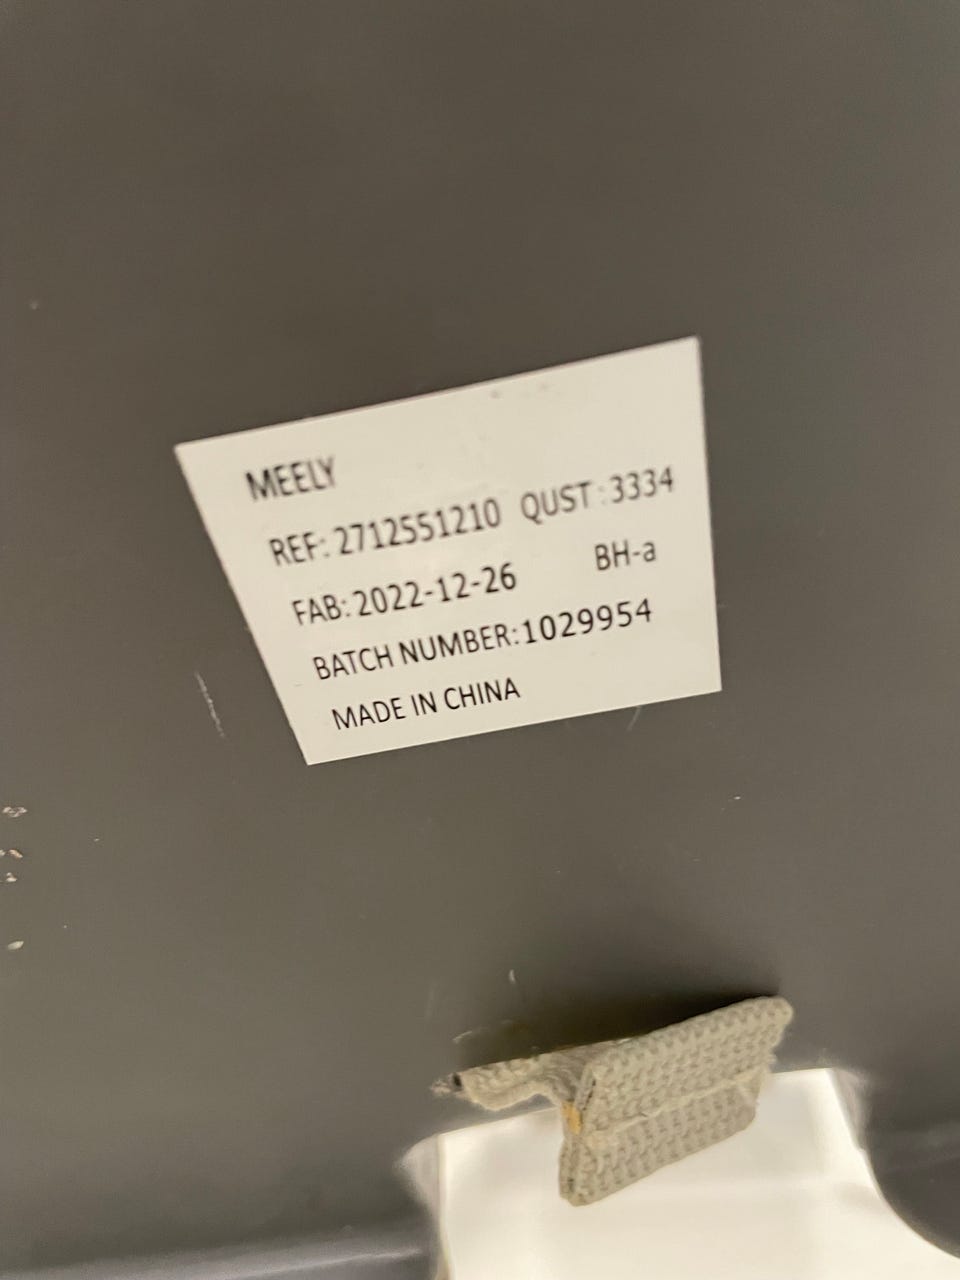 MEELY
REF: 2712551210 QUST : 3334
FAB: 2022-12-26 BH-a
BATCH NUMBER: 1029954
MADE IN CHINA